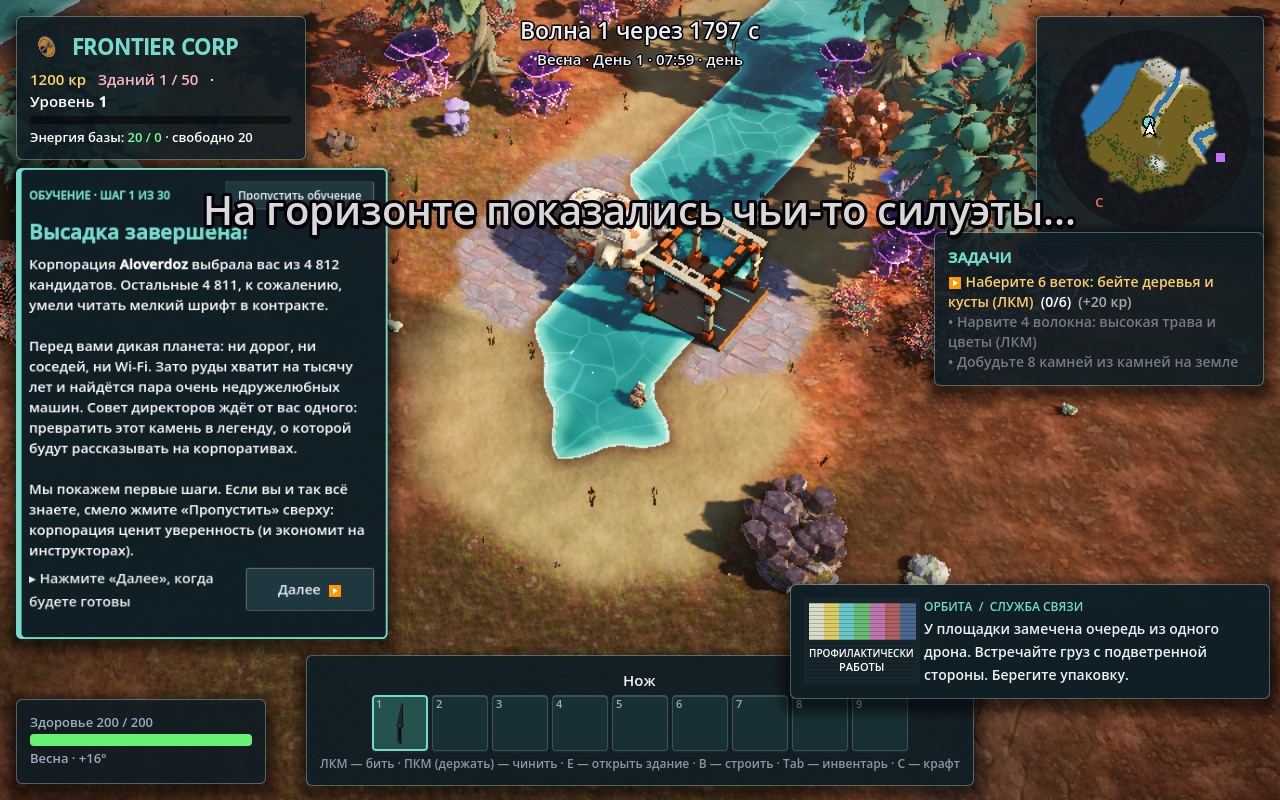 FRONTIER CORP
1200 кр Зданий 1 / 50 ·
Уровень 1
Энергия базы: 20 / 0 · свободно 20
Волна 1 через 1797 с
Весна · День 1 · 07:59 · день
С
ОБУЧЕНИЕ · ШАГ 1 ИЗ 30
Пропустить обучение
На горизонте показались чьи-то силуэты...
Высадка завершена!
Корпорация Aloverdoz выбрала вас из 4 812
кандидатов. Остальные 4 811, к сожалению,
умели читать мелкий шрифт в контракте.
Перед вами дикая планета: ни дорог, ни
соседей, ни Wi-Fi. Зато руды хватит на тысячу
лет и найдётся пара очень недружелюбных
машин. Совет директоров ждёт от вас одного:
превратить этот камень в легенду, о которой
будут рассказывать на корпоративах.
Мы покажем первые шаги. Если вы и так всё
знаете, смело жмите «Пропустить» сверху:
корпорация ценит уверенность (и экономит на
инструкторах).
▸ Нажмите «Далее», когда
будете готовы
Далее ▶
ЗАДАЧИ
▶ Наберите 6 веток: бейте деревья и
кусты (ЛКМ) (0/6) (+20 кр)
• Нарвите 4 волокна: высокая трава и
цветы (ЛКМ)
• Добудьте 8 камней из камней на земле
ПРОФИЛАКТИЧЕСКИ
РАБОТЫ
ОРБИТА / СЛУЖБА СВЯЗИ
У площадки замечена очередь из одного
дрона. Встречайте груз с подветренной
стороны. Берегите упаковку.
Здоровье 200 / 200
Весна · +16°
Нож
1 2 3 4 5 6 7 8 9
ЛКМ — бить · ПКМ (держать) — чинить · E — открыть здание · B — строить · Tab — инвентарь · C — крафт